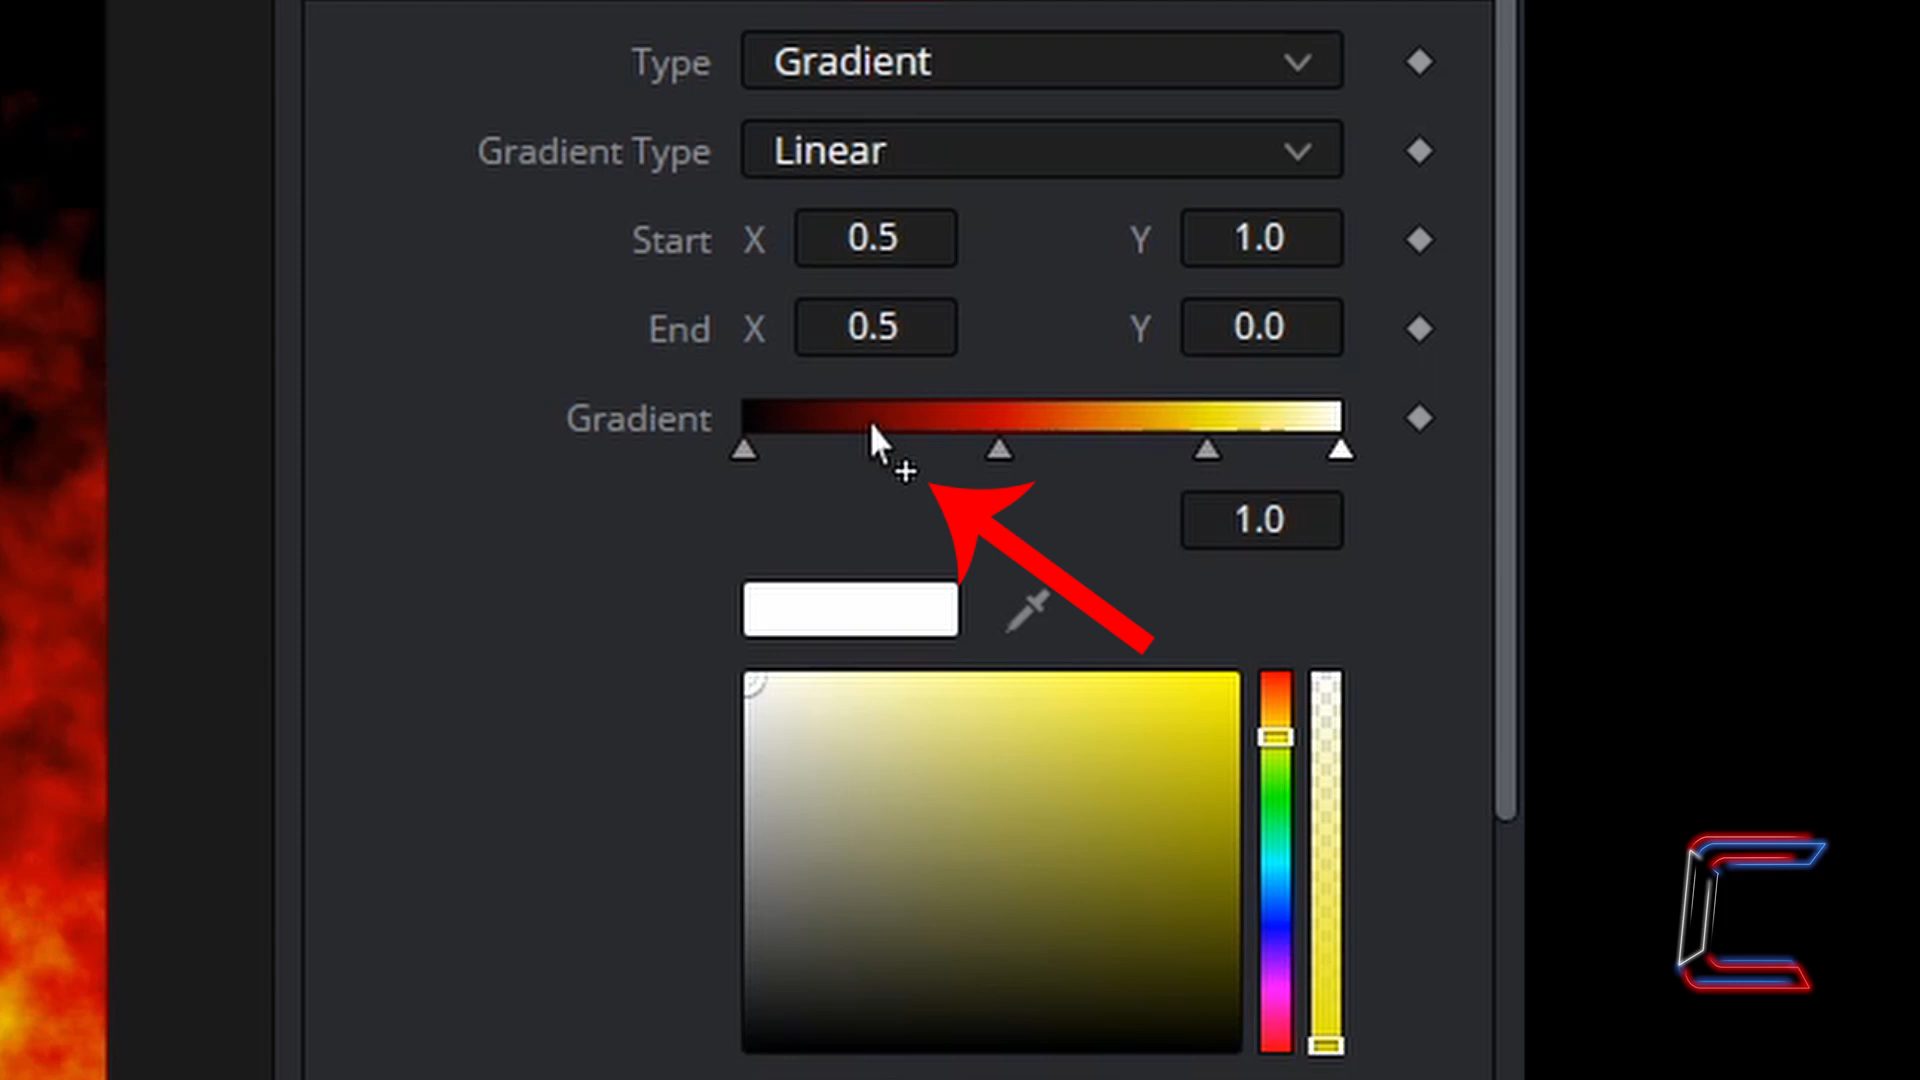 Type Gradient
Gradient Type Linear
Start X 0.5 Y 1.0
End X 0.5 Y 0.0
Gradient
1.0